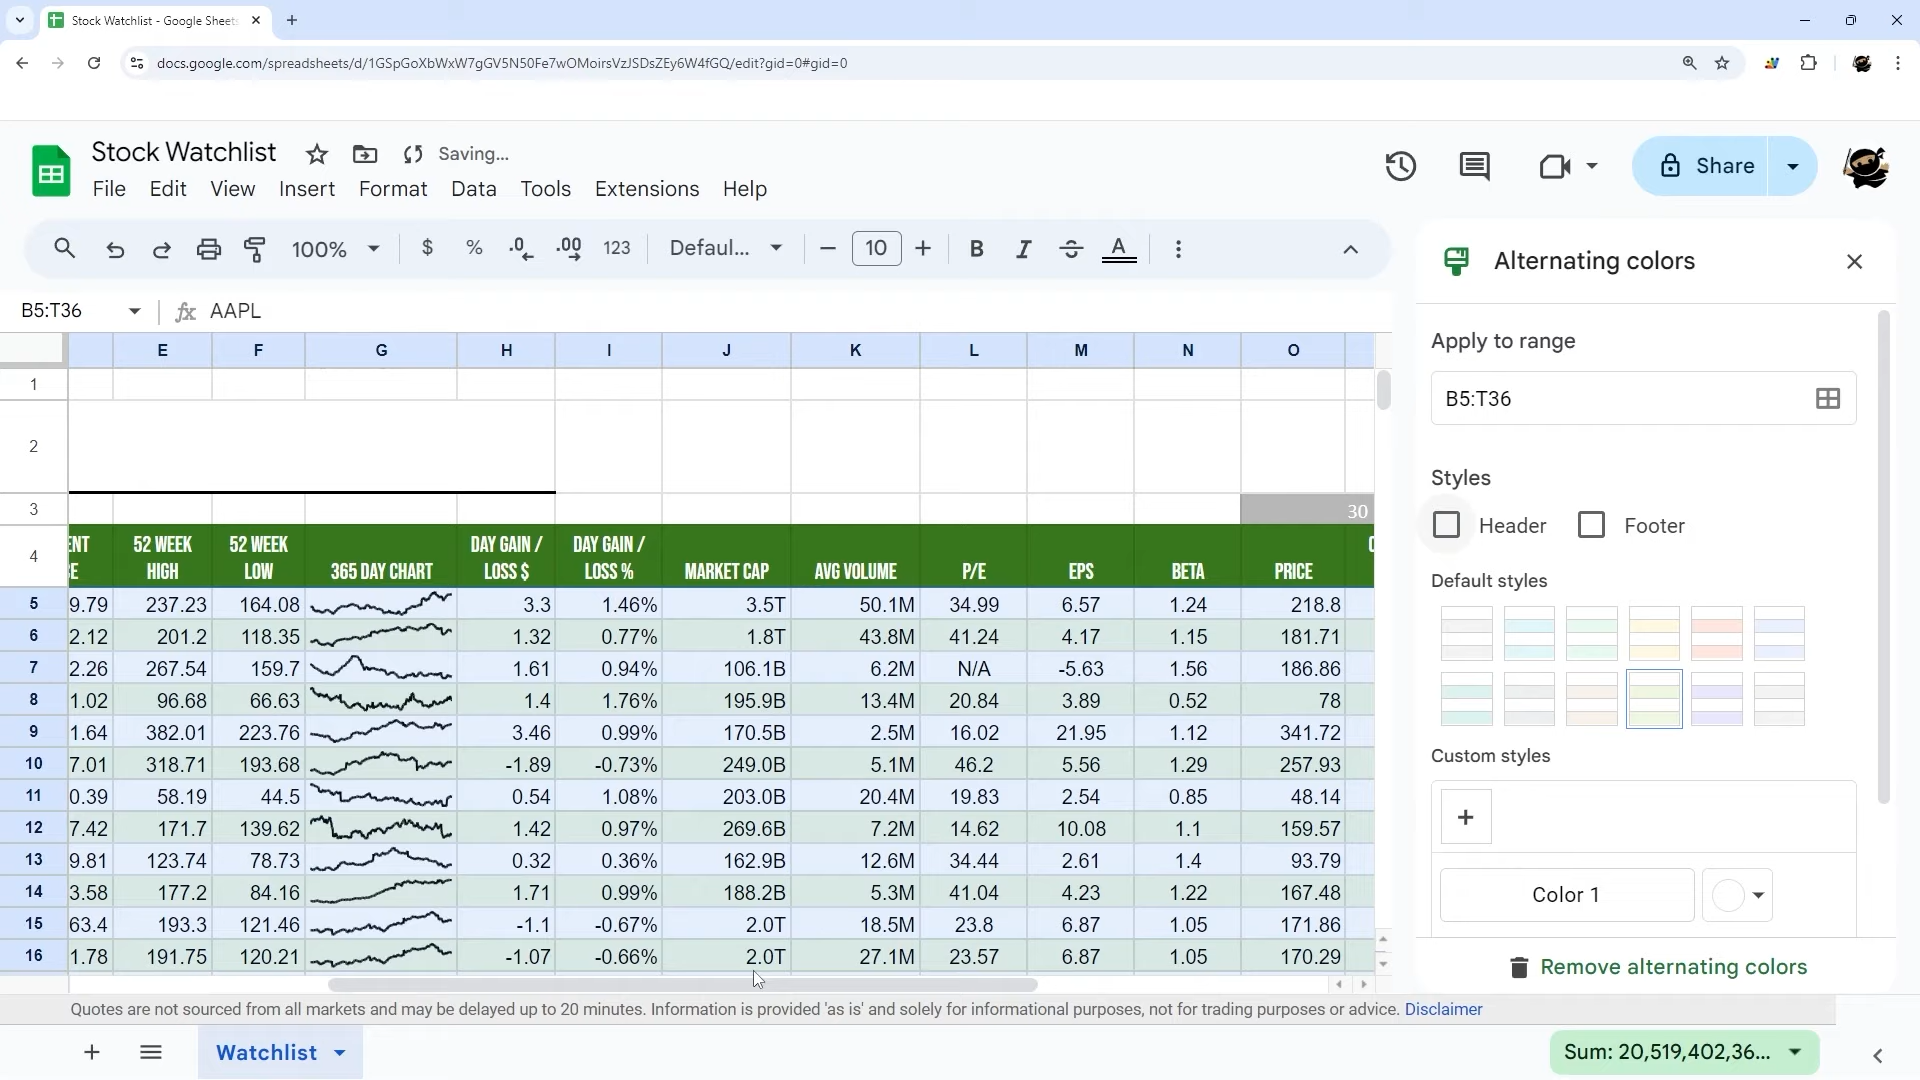 Stock Watchlist - Google Sheets
docs.google.com/spreadsheets/d/1GSpGoXbWxW7gGV5N50Fe7wOMoirsVzJSDsZEy6W4fGQ/edit?gid=0#gid=0
Stock Watchlist Saving...
File Edit View Insert Format Data Tools Extensions Help
Share
100% $ % .0 .00 123 Defaul... 10 B I S A
Alternating colors
B5:T36 fx AAPL
E F G H I J K L M N O
Apply to range
B5:T36
1
2
3 30
4 ENT 52 WEEK 52 WEEK DAY GAIN / DAY GAIN /
E HIGH LOW 365 DAY CHART LOSS $ LOSS % MARKET CAP AVG VOLUME P/E EPS BETA PRICE
5 9.79 237.23 164.08 3.3 1.46% 3.5T 50.1M 34.99 6.57 1.24 218.8
6 2.12 201.2 118.35 1.32 0.77% 1.8T 43.8M 41.24 4.17 1.15 181.71
7 2.26 267.54 159.7 1.61 0.94% 106.1B 6.2M N/A -5.63 1.56 186.86
8 1.02 96.68 66.63 1.4 1.76% 195.9B 13.4M 20.84 3.89 0.52 78
9 1.64 382.01 223.76 3.46 0.99% 170.5B 2.5M 16.02 21.95 1.12 341.72
10 7.01 318.71 193.68 -1.89 -0.73% 249.0B 5.1M 46.2 5.56 1.29 257.93
11 0.39 58.19 44.5 0.54 1.08% 203.0B 20.4M 19.83 2.54 0.85 48.14
12 7.42 171.7 139.62 1.42 0.97% 269.6B 7.2M 14.62 10.08 1.1 159.57
13 9.81 123.74 78.73 0.32 0.36% 162.9B 12.6M 34.44 2.61 1.4 93.79
14 3.58 177.2 84.16 1.71 0.99% 188.2B 5.3M 41.04 4.23 1.22 167.48
15 63.4 193.3 121.46 -1.1 -0.67% 2.0T 18.5M 23.8 6.87 1.05 171.86
16 1.78 191.75 120.21 -1.07 -0.66% 2.0T 27.1M 23.57 6.87 1.05 170.29
Styles
Header Footer
Default styles
Custom styles
+
Color 1
Remove alternating colors
Quotes are not sourced from all markets and may be delayed up to 20 minutes. Information is provided 'as is' and solely for informational purposes, not for trading purposes or advice. Disclaimer
Watchlist
Sum: 20,519,402,36...